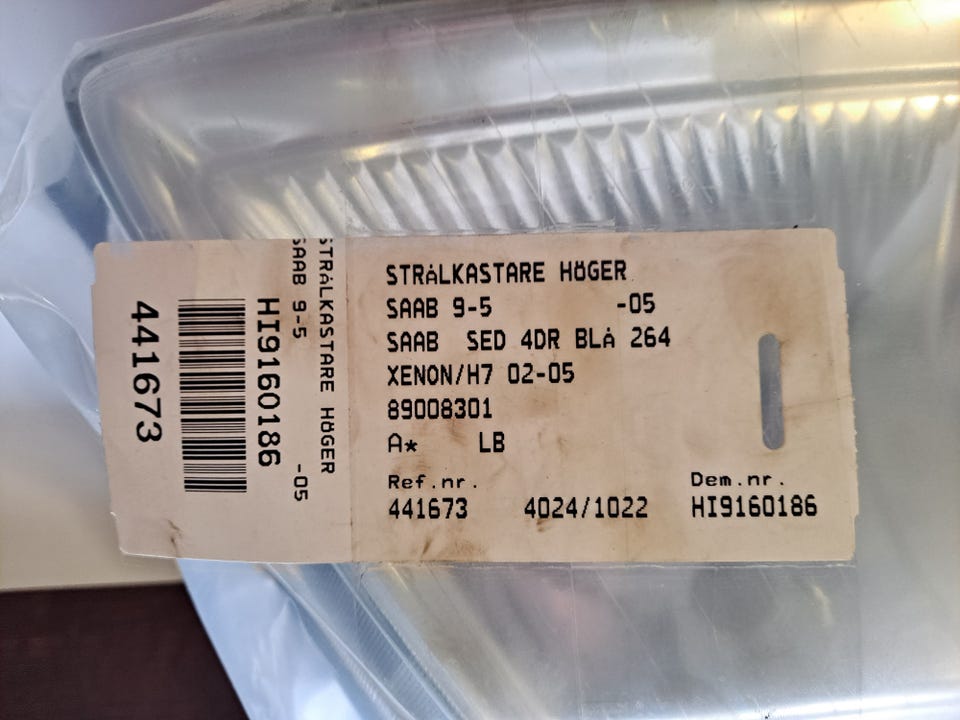 441673
HI9160186
SAAB 9-5 -05
STRÅLKASTARE HÖGER
STRÅLKASTARE HÖGER
SAAB 9-5 -05
SAAB SED 4DR BLÅ 264
XENON/H7 02-05
89008301
A* LB
Ref.nr. Dem.nr.
441673 4024/1022 HI9160186